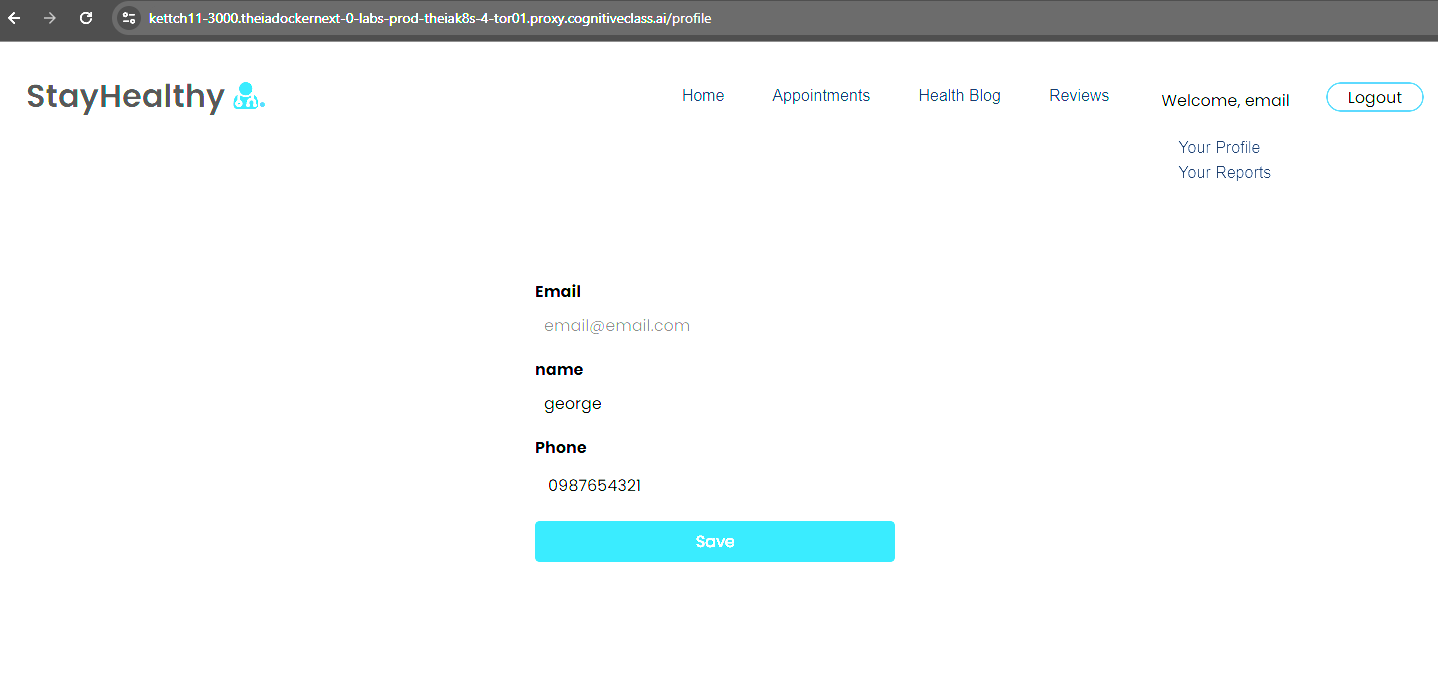 kettch11-3000.theiadockernext-0-labs-prod-theiak8s-4-tor01.proxy.cognitiveclass.ai/profile
StayHealthy
Home Appointments Health Blog Reviews Welcome, email Logout
Your Profile
Your Reports
Email
email@email.com
name
george
Phone
0987654321
Save